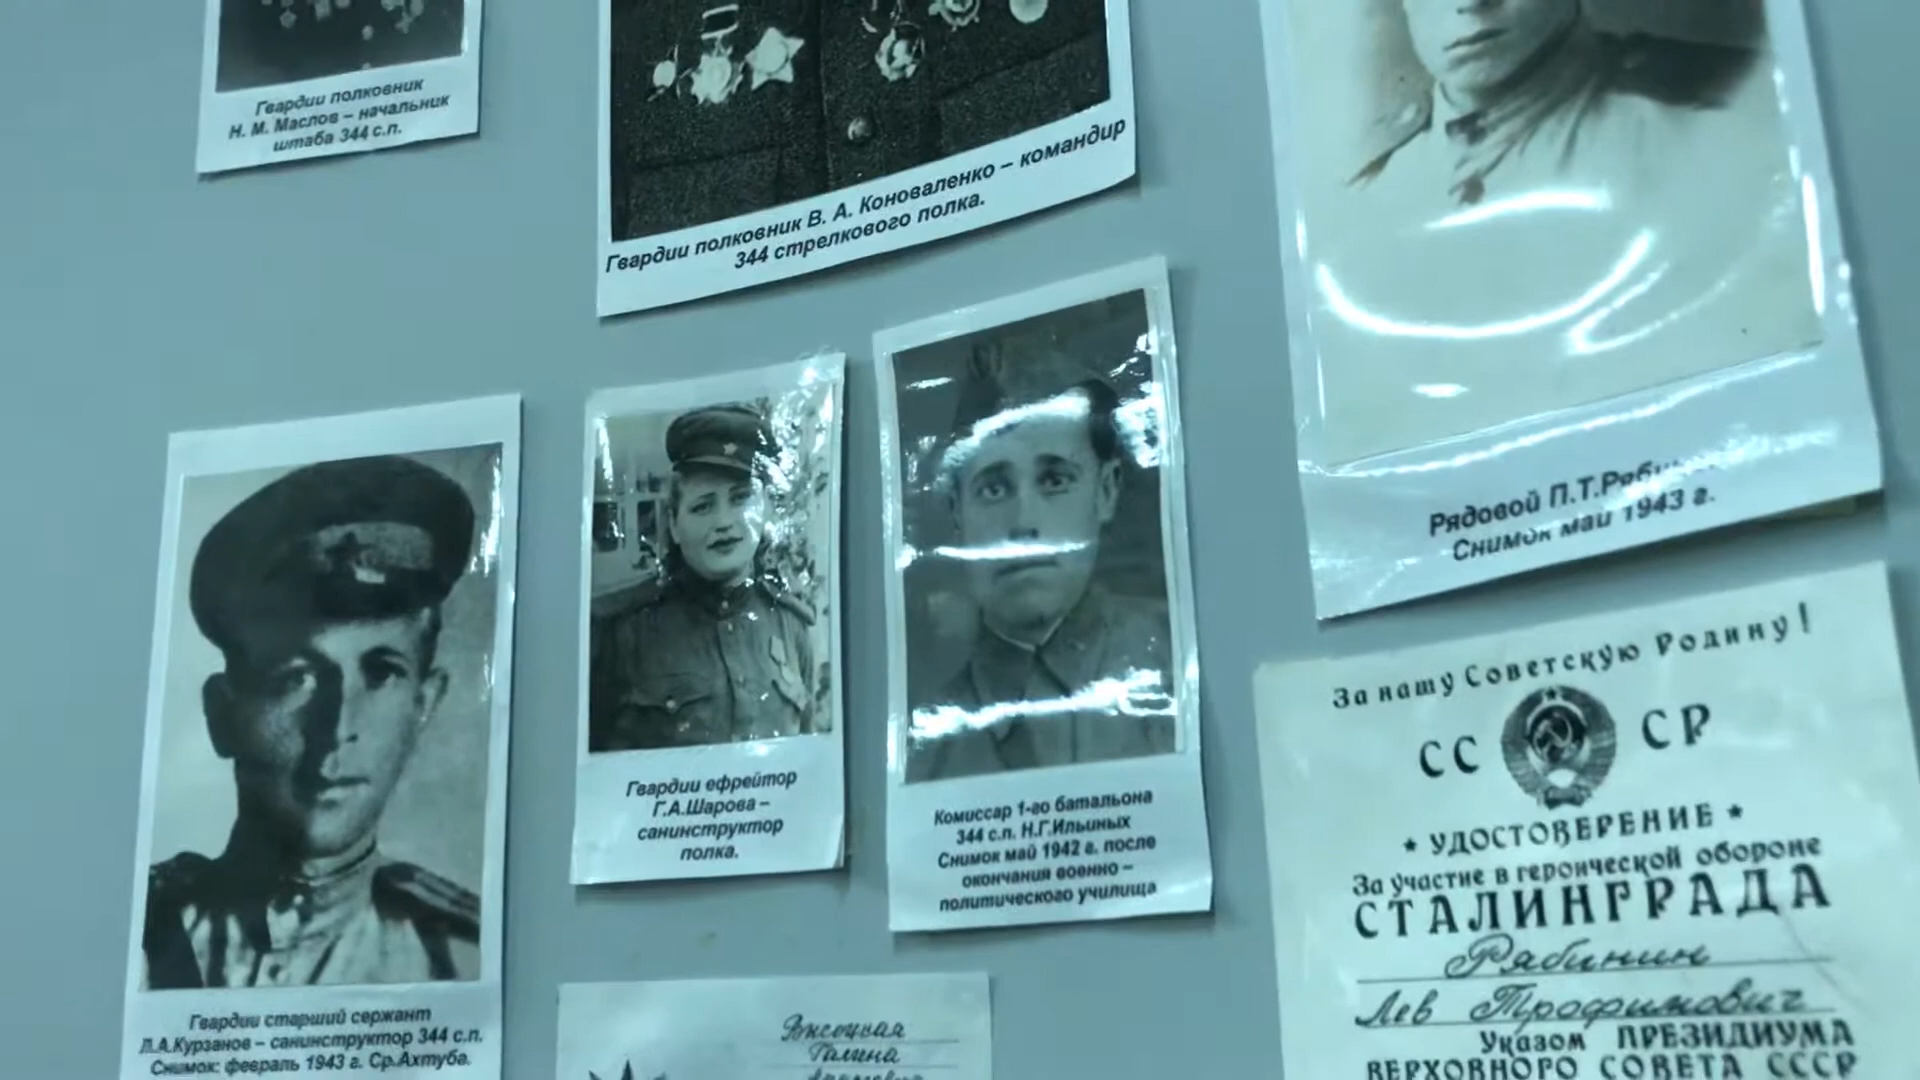 Гвардии полковник
Н. М. Маслов – начальник
штаба 344 с.п.
Гвардии полковник В. А. Коноваленко – командир
344 стрелкового полка.
Рядовой П.Т.
Снимок май 1943 г.
Гвардии старший сержант
Л.А.Курзанов – санинструктор 344 с.п.
Снимок: февраль 1943 г. Ср.Ахтуба.
Гвардии ефрейтор
Г.А.Шарова –
санинструктор
полка.
Комиссар 1-го батальона
344 с.п. Н.Г.Ильиных
Снимок май 1942 г. после
окончания военно –
политического училища
За нашу Советскую Родину!
СС СР
★ УДОСТОВЕРЕНИЕ ★
За участие в героической обороне
СТАЛИНГРАДА
Рябинин
Лев Трофимович
Указом ПРЕЗИДИУМА
ВЕРХОВНОГО СОВЕТА СССР
Высоцкая
Галина